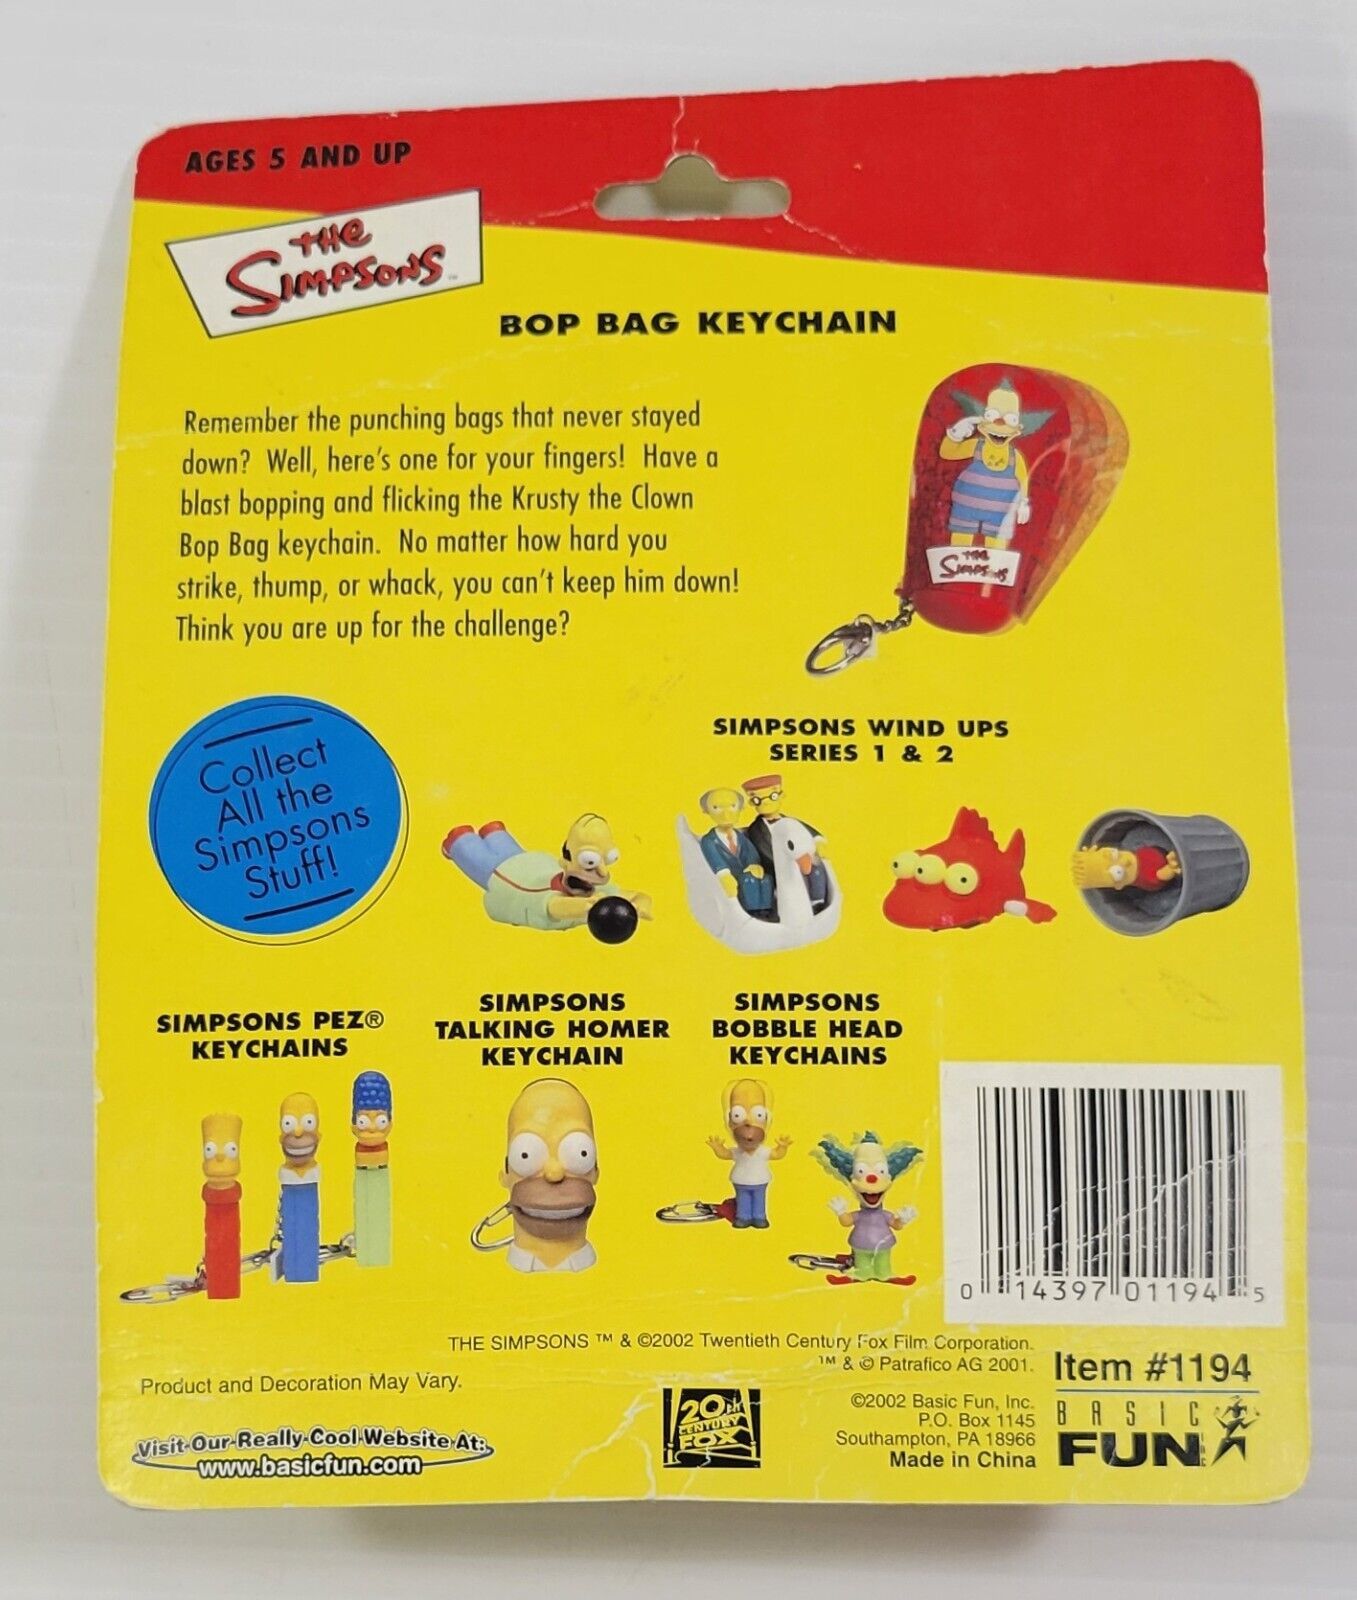 AGES 5 AND UP
THE
SIMPSONS
BOP BAG KEYCHAIN
Remember the punching bags that never stayed
down? Well, here's one for your fingers! Have a
blast bopping and flicking the Krusty the Clown
Bop Bag keychain. No matter how hard you
strike, thump, or whack, you can't keep him down!
Think you are up for the challenge?
THE
SIMPSONS
Collect
All the
Simpsons
Stuff!
SIMPSONS WIND UPS
SERIES 1 & 2
SIMPSONS PEZ®
KEYCHAINS
SIMPSONS
TALKING HOMER
KEYCHAIN
SIMPSONS
BOBBLE HEAD
KEYCHAINS
0 14397 01194 5
THE SIMPSONS ™ & ©2002 Twentieth Century Fox Film Corporation.
™ & © Patrafico AG 2001.
Item #1194
Product and Decoration May Vary.
©2002 Basic Fun, Inc.
P.O. Box 1145
Southampton, PA 18966
Made in China
BASIC
FUN
INC
20th
CENTURY
FOX
Visit Our Really Cool Website At:
www.basicfun.com